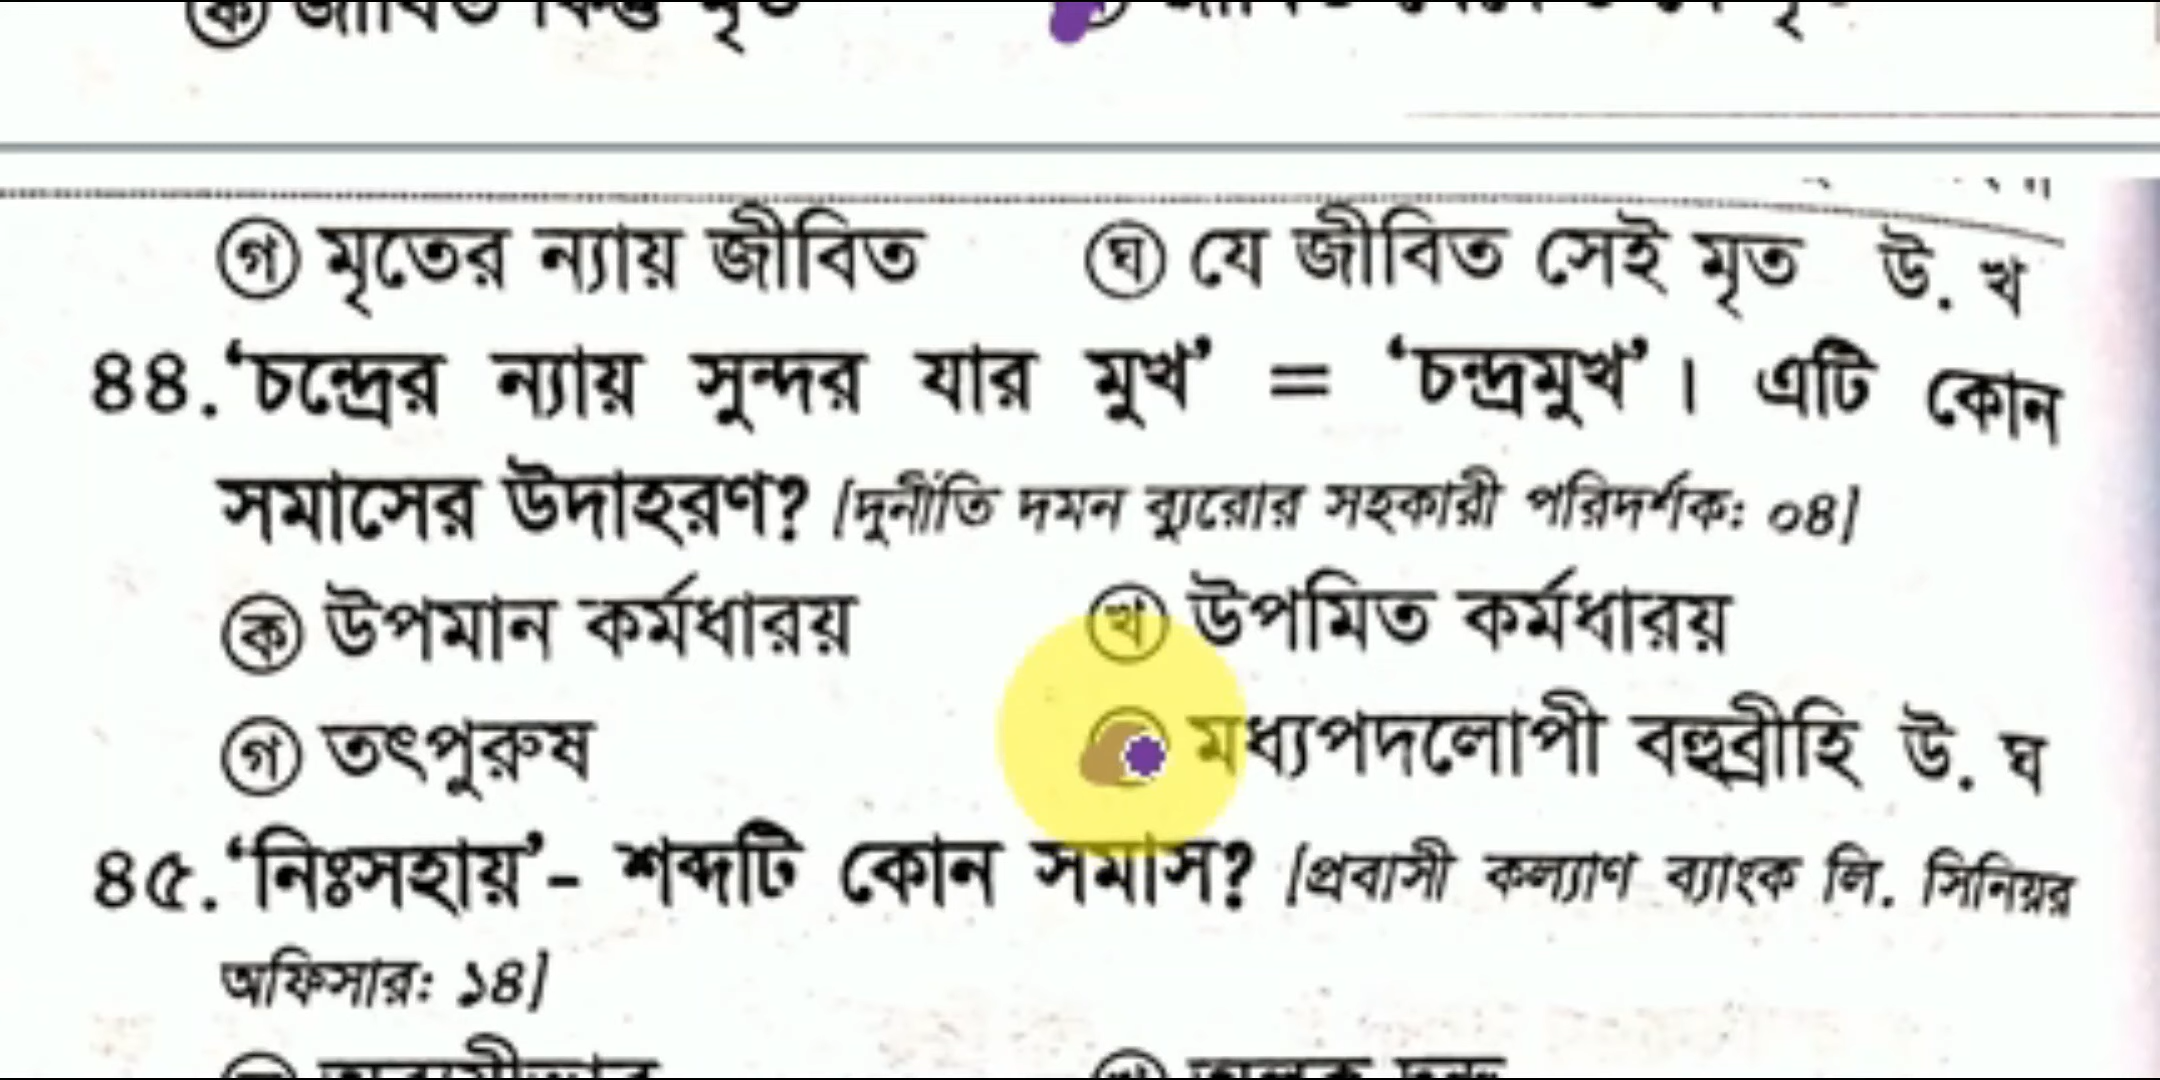 গ মৃতের ন্যায় জীবিত ঘ যে জীবিত সেই মৃত উ. খ
৪৪. ‘চন্দ্রের ন্যায় সুন্দর যার মুখ’ = ‘চন্দ্রমুখ’। এটি কোন
সমাসের উদাহরণ? [দুর্নীতি দমন ব্যুরোর সহকারী পরিদর্শক: ০৪]
ক উপমান কর্মধারয় খ উপমিত কর্মধারয়
গ তৎপুরুষ মধ্যপদলোপী বহুব্রীহি উ. ঘ
৪৫. ‘নিঃসহায়’- শব্দটি কোন সমাস? [প্রবাসী কল্যাণ ব্যাংক লি. সিনিয়র
অফিসার: ১৪]